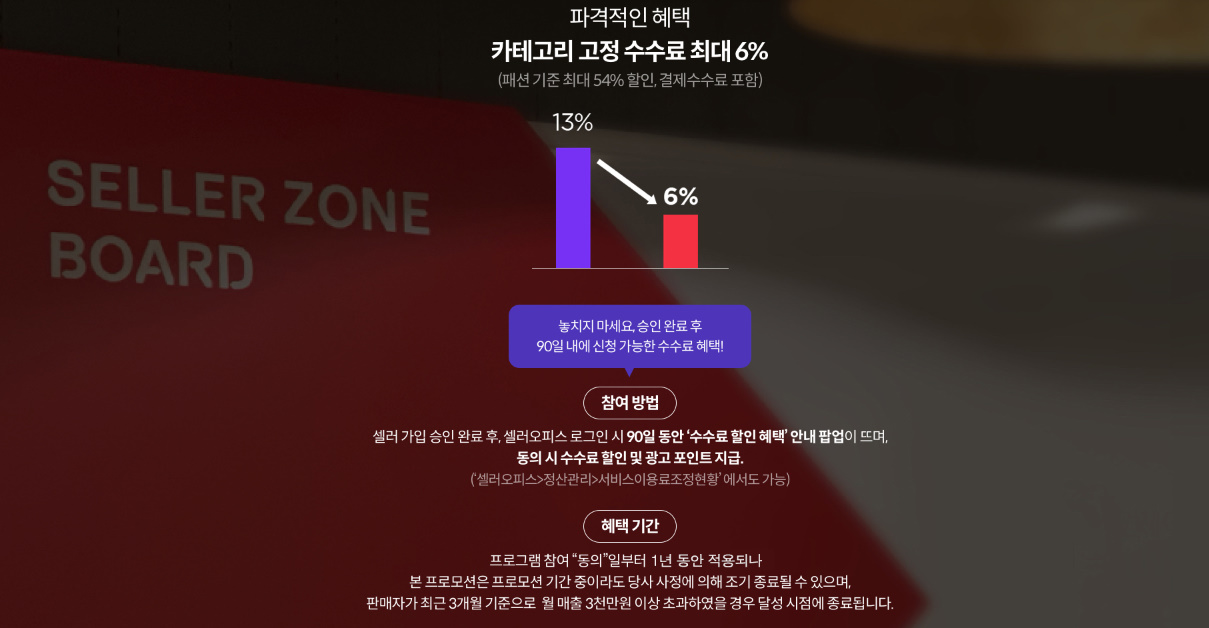 파격적인 혜택
카테고리 고정 수수료 최대 6%
(패션 기준 최대 54% 할인, 결제수수료 포함)
13%
6%
SELLER ZONE
BOARD
놓치지 마세요, 승인 완료 후
90일 내에 신청 가능한 수수료 혜택!
참여 방법
셀러 가입 승인 완료 후, 셀러오피스 로그인 시 90일 동안 ‘수수료 할인 혜택’ 안내 팝업이 뜨며,
동의 시 수수료 할인 및 광고 포인트 지급.
(‘셀러오피스>정산관리>서비스이용료조정현황’ 에서도 가능)
혜택 기간
프로그램 참여 “동의”일부터 1년 동안 적용되나
본 프로모션은 프로모션 기간 중이라도 당사 사정에 의해 조기 종료될 수 있으며,
판매자가 최근 3개월 기준으로 월 매출 3천만원 이상 초과하였을 경우 달성 시점에 종료됩니다.